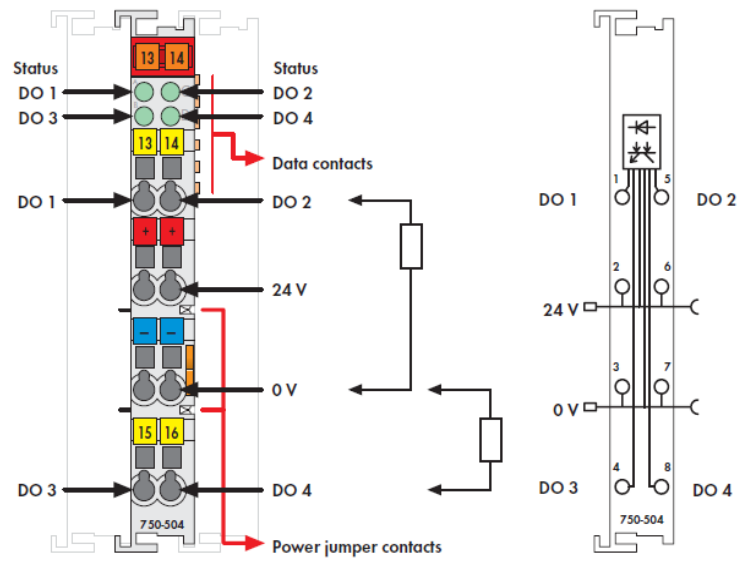 13 14
Status
Status
DO 1
DO 2
DO 3
DO 4
13 14
Data contacts
DO 1
DO 2
+ +
24 V
– –
0 V
15 16
DO 3
DO 4
750-504
Power jumper contacts
1 5
DO 1
DO 2
2 6
24 V
3 7
0 V
4 8
DO 3
DO 4
750-504